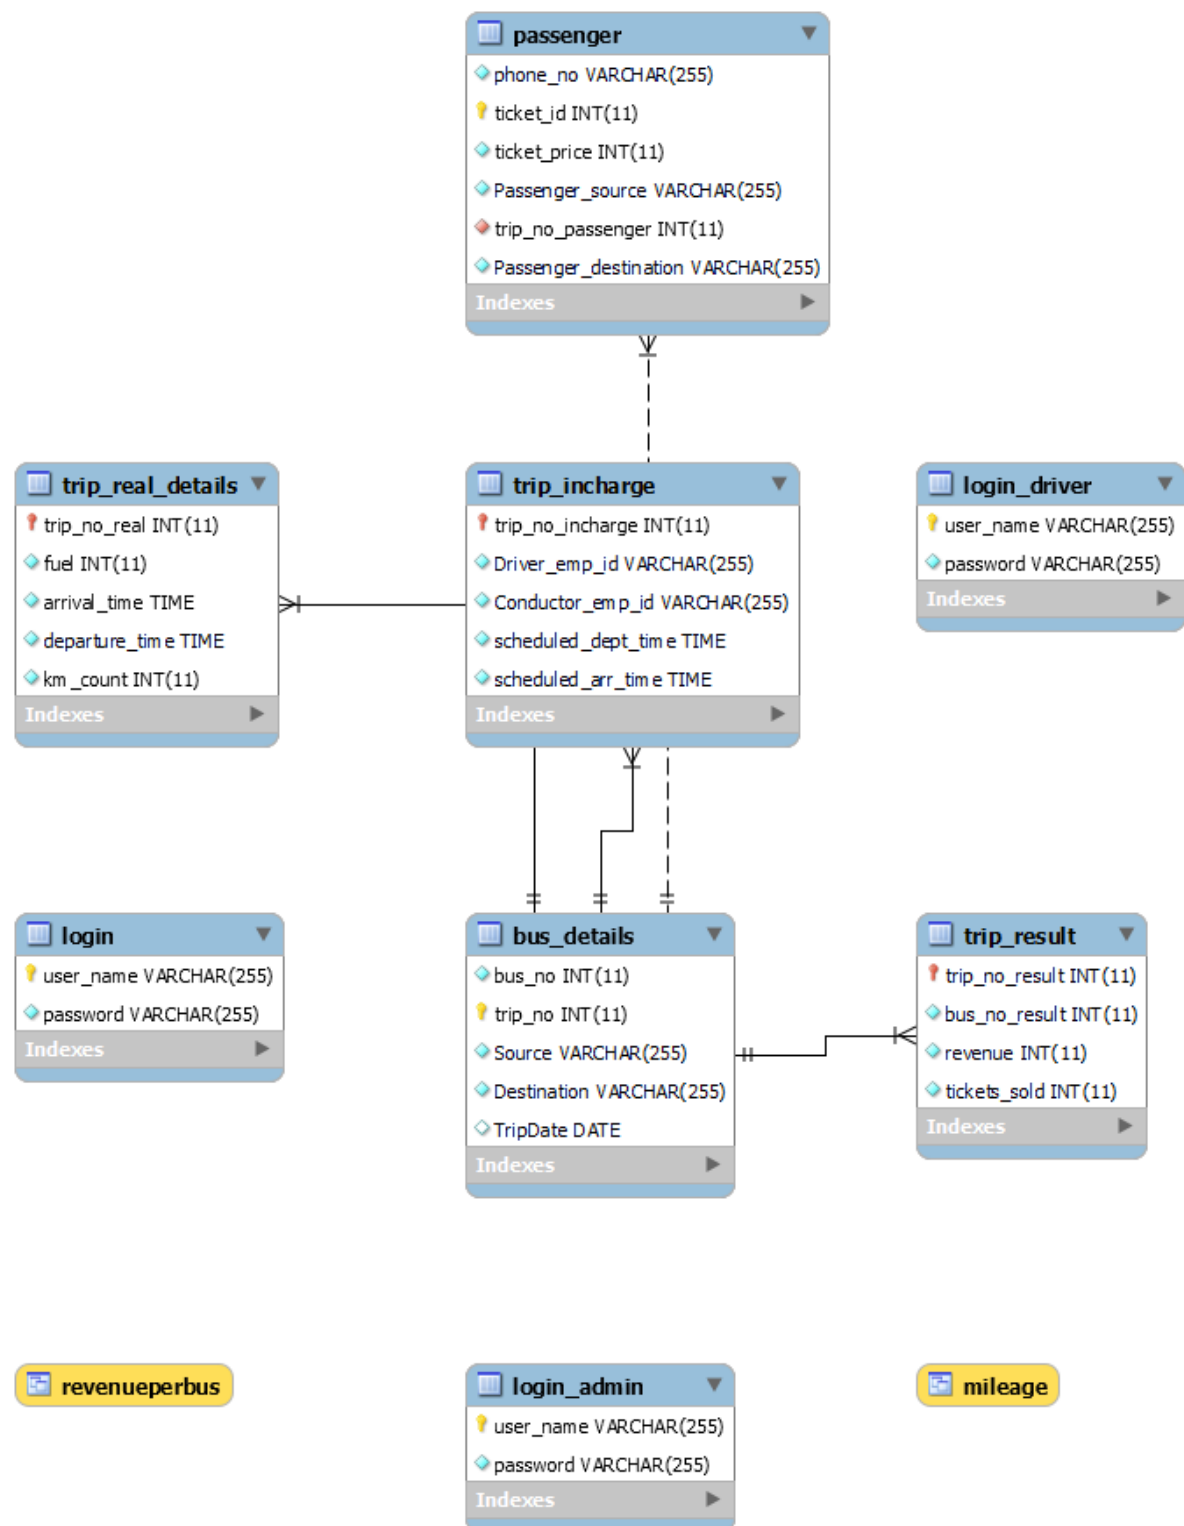 passenger
phone_no VARCHAR(255)
ticket_id INT(11)
ticket_price INT(11)
Passenger_source VARCHAR(255)
trip_no_passenger INT(11)
Passenger_destination VARCHAR(255)
Indexes
trip_real_details
trip_no_real INT(11)
fuel INT(11)
arrival_time TIME
departure_time TIME
km_count INT(11)
Indexes
trip_incharge
trip_no_incharge INT(11)
Driver_emp_id VARCHAR(255)
Conductor_emp_id VARCHAR(255)
scheduled_dept_time TIME
scheduled_arr_time TIME
Indexes
login_driver
user_name VARCHAR(255)
password VARCHAR(255)
Indexes
login
user_name VARCHAR(255)
password VARCHAR(255)
Indexes
bus_details
bus_no INT(11)
trip_no INT(11)
Source VARCHAR(255)
Destination VARCHAR(255)
TripDate DATE
Indexes
trip_result
trip_no_result INT(11)
bus_no_result INT(11)
revenue INT(11)
tickets_sold INT(11)
Indexes
revenueperbus
login_admin
user_name VARCHAR(255)
password VARCHAR(255)
Indexes
mileage